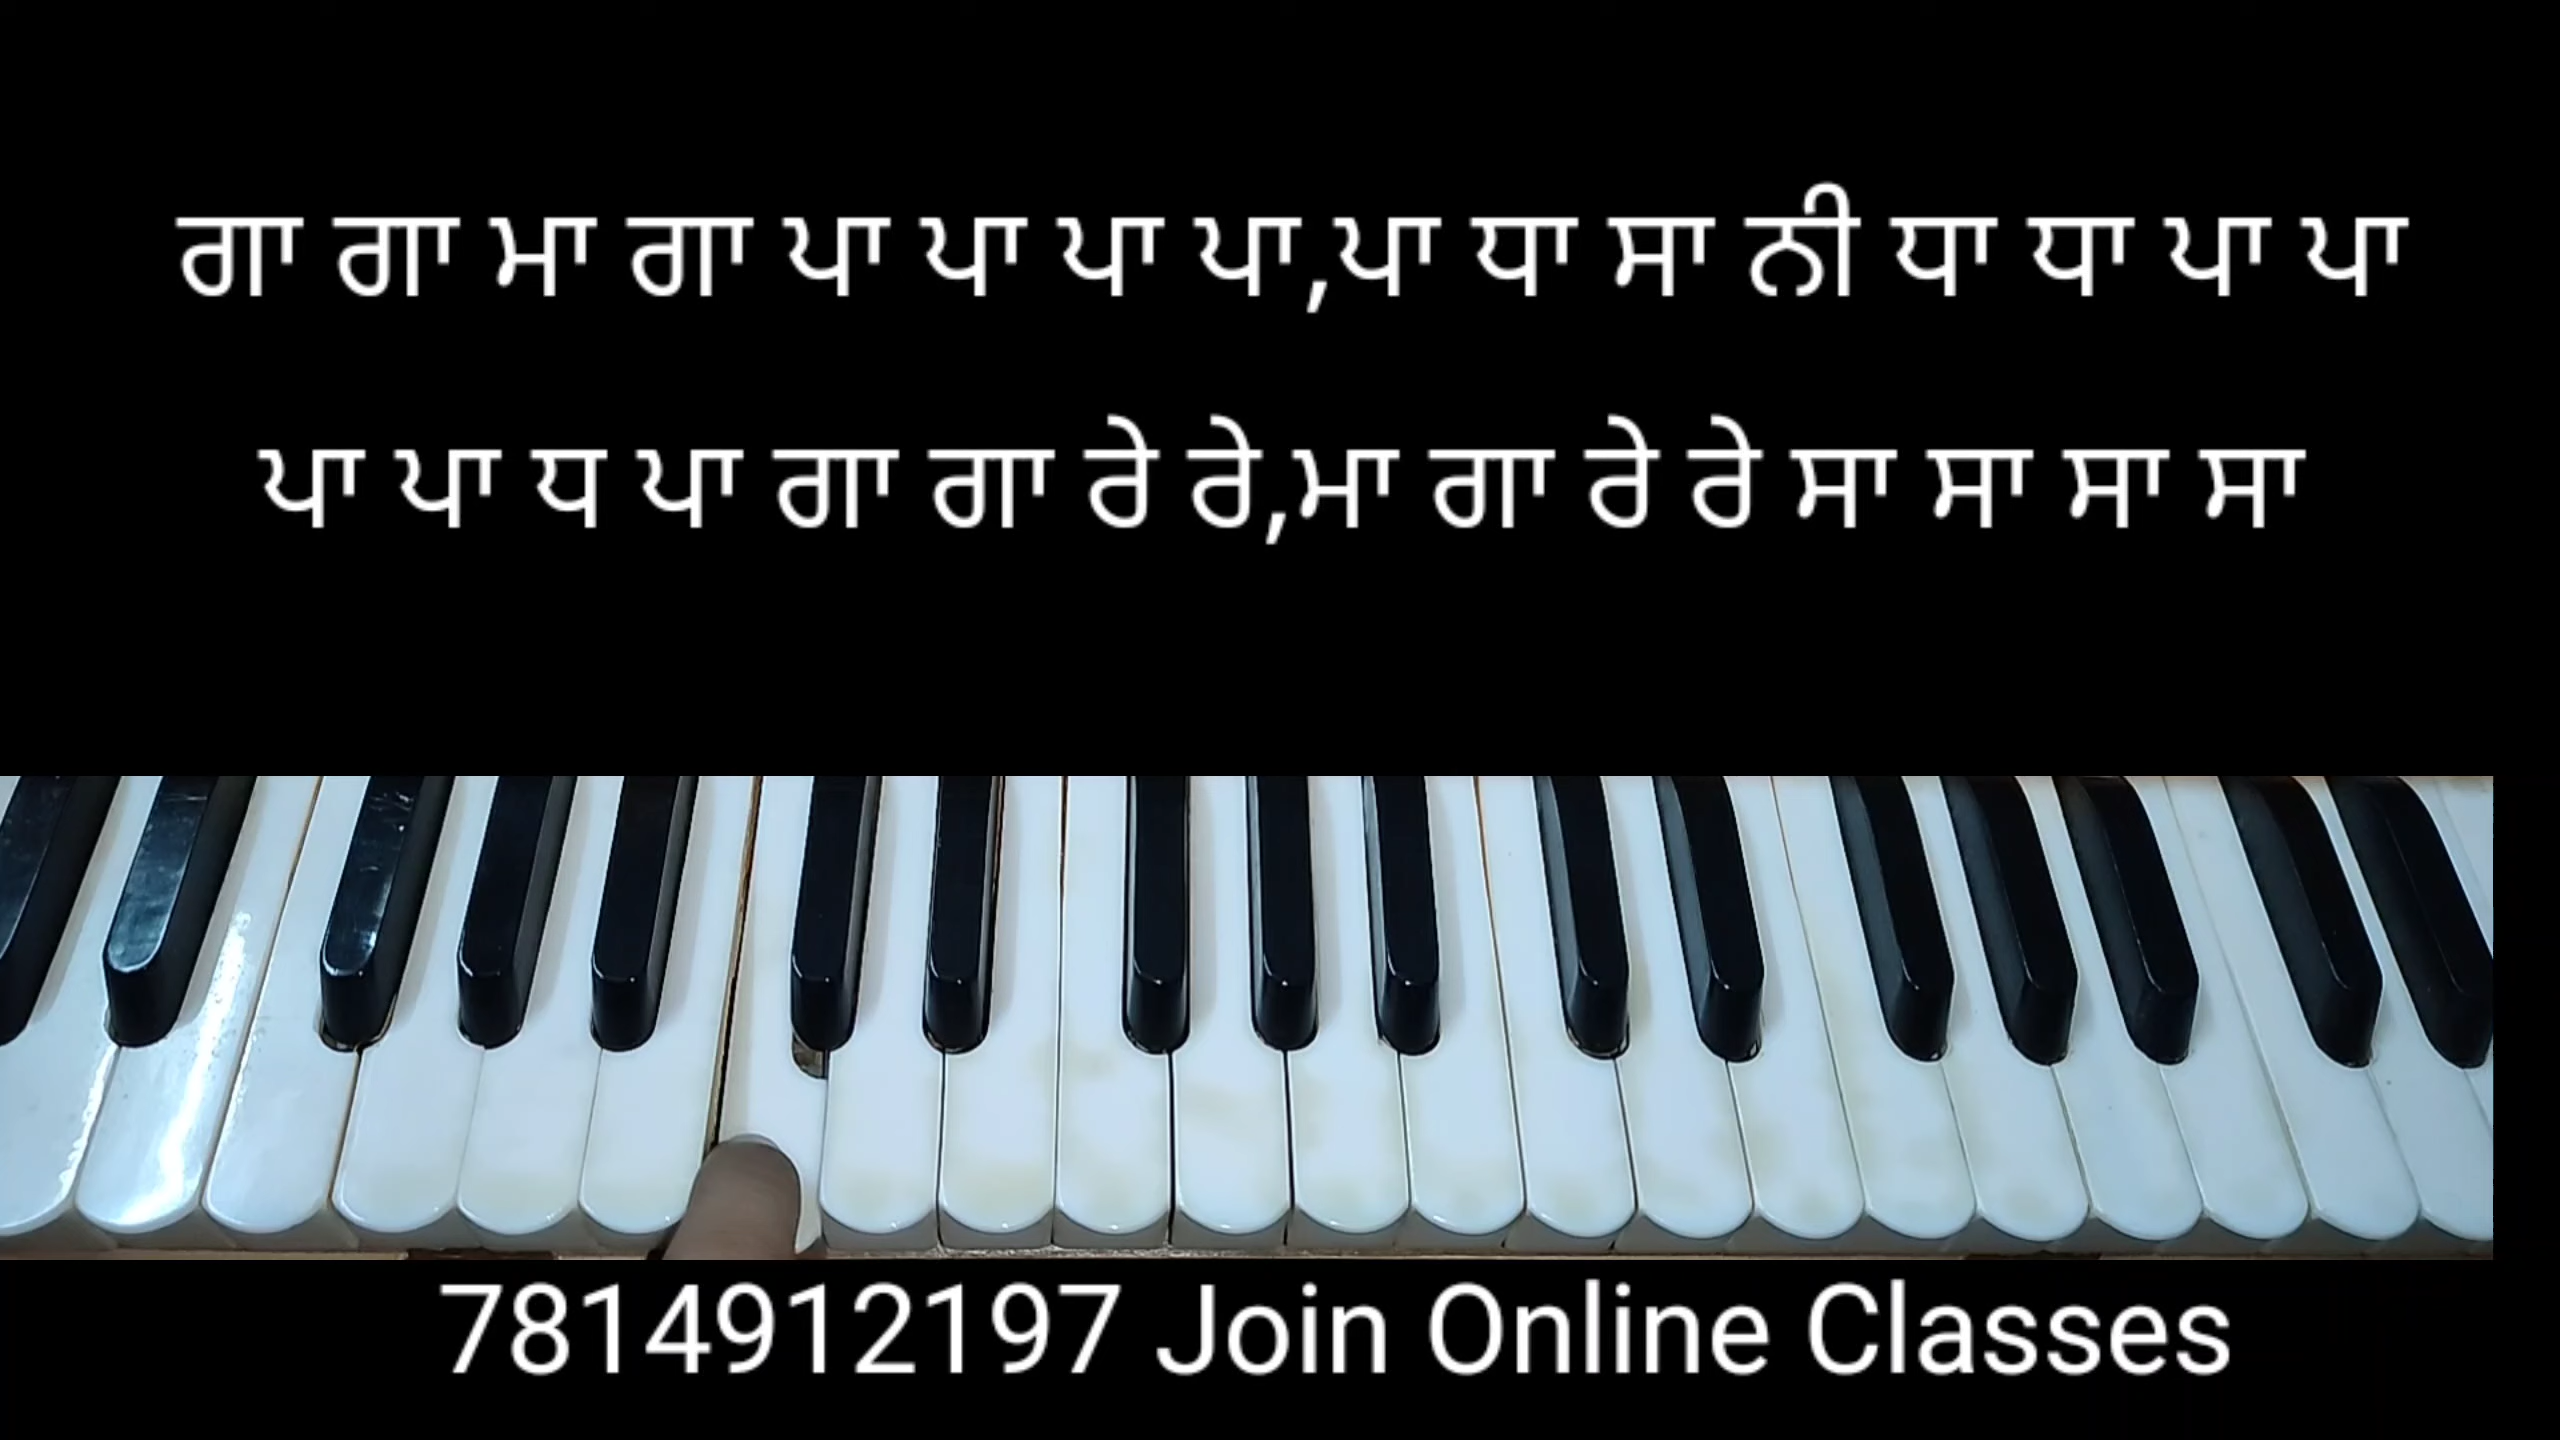 ਗਾ ਗਾ ਮਾ ਗਾ ਪਾ ਪਾ ਪਾ ਪਾ,ਪਾ ਧਾ ਸਾ ਨੀ ਧਾ ਧਾ ਪਾ ਪਾ
ਪਾ ਪਾ ਧ ਪਾ ਗਾ ਗਾ ਰੇ ਰੇ,ਮਾ ਗਾ ਰੇ ਰੇ ਸਾ ਸਾ ਸਾ ਸਾ
7814912197 Join Online Classes